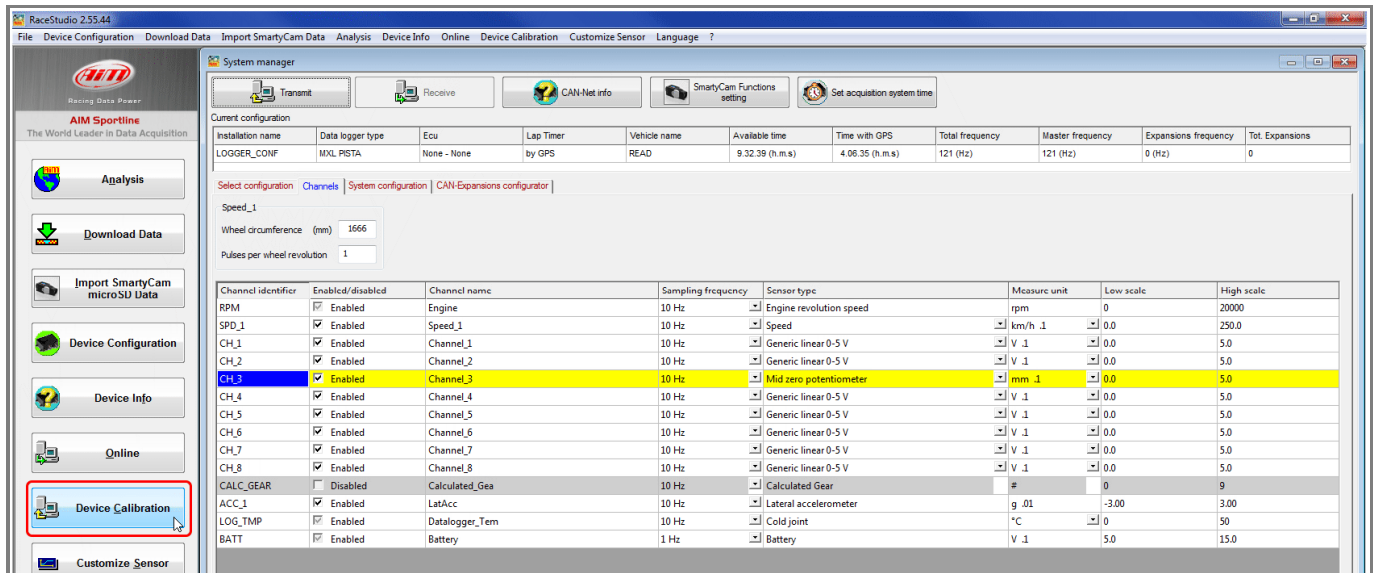 RaceStudio 2.55.44
File Device Configuration Download Data Import SmartyCam Data Analysis Device Info Online Device Calibration Customize Sensor Language ?
AiM
Racing Data Power
AIM Sportline
The World Leader in Data Acquisition
Analysis
Download Data
Import SmartyCam
microSD Data
Device Configuration
Device Info
Online
Device Calibration
Customize Sensor
System manager
Transmit Receive CAN-Net info SmartyCam Functions setting Set acquisition system time
Current configuration
Installation name Data logger type Ecu Lap Timer Vehicle name Available time Time with GPS Total frequency Master frequency Expansions frequency Tot. Expansions
LOGGER_CONF MXL PISTA None - None by GPS READ 9.32.39 (h.m.s) 4.06.35 (h.m.s) 121 (Hz) 121 (Hz) 0 (Hz) 0
Select configuration Channels System configuration CAN-Expansions configurator
Speed_1
Wheel circumference (mm) 1666
Pulses per wheel revolution 1
Channel identifier Enabled/disabled Channel name Sampling frequency Sensor type Measure unit Low scale High scale
RPM Enabled Engine 10 Hz Engine revolution speed rpm 0 20000
SPD_1 Enabled Speed_1 10 Hz Speed km/h .1 0.0 250.0
CH_1 Enabled Channel_1 10 Hz Generic linear 0-5 V V .1 0.0 5.0
CH_2 Enabled Channel_2 10 Hz Generic linear 0-5 V V .1 0.0 5.0
CH_3 Enabled Channel_3 10 Hz Mid zero potentiometer mm .1 0.0 5.0
CH_4 Enabled Channel_4 10 Hz Generic linear 0-5 V V .1 0.0 5.0
CH_5 Enabled Channel_5 10 Hz Generic linear 0-5 V V .1 0.0 5.0
CH_6 Enabled Channel_6 10 Hz Generic linear 0-5 V V .1 0.0 5.0
CH_7 Enabled Channel_7 10 Hz Generic linear 0-5 V V .1 0.0 5.0
CH_8 Enabled Channel_8 10 Hz Generic linear 0-5 V V .1 0.0 5.0
CALC_GEAR Disabled Calculated_Gea 10 Hz Calculated Gear # 0 9
ACC_1 Enabled LatAcc 10 Hz Lateral accelerometer g .01 -3.00 3.00
LOG_TMP Enabled Datalogger_Tem 10 Hz Cold joint °C 0 50
BATT Enabled Battery 1 Hz Battery V .1 5.0 15.0